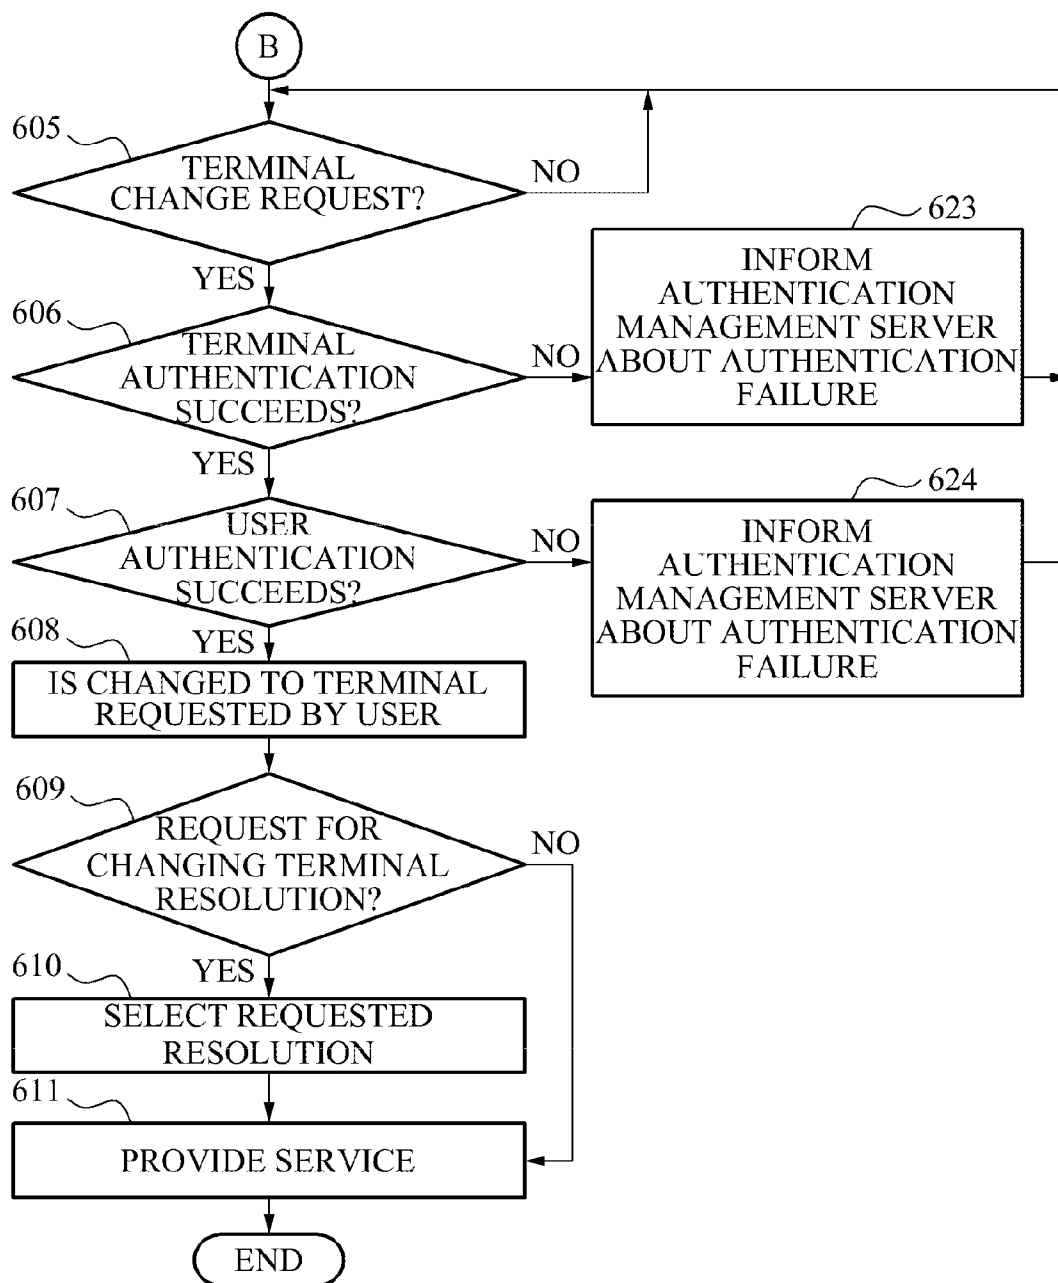 B
605
TERMINAL
CHANGE REQUEST?
NO
YES
606
TERMINAL
AUTHENTICATION
SUCCEEDS?
NO
623
INFORM
AUTHENTICATION
MANAGEMENT SERVER
ABOUT AUTHENTICATION
FAILURE
YES
607
USER
AUTHENTICATION
SUCCEEDS?
NO
624
INFORM
AUTHENTICATION
MANAGEMENT SERVER
ABOUT AUTHENTICATION
FAILURE
YES
608
IS CHANGED TO TERMINAL
REQUESTED BY USER
609
REQUEST FOR
CHANGING TERMINAL
RESOLUTION?
NO
YES
610
SELECT REQUESTED
RESOLUTION
611
PROVIDE SERVICE
END